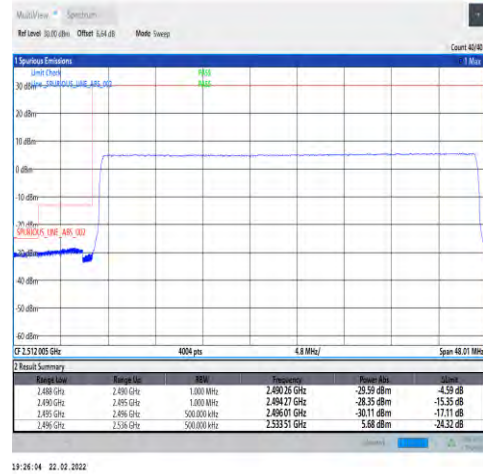 MultiView Spectrum
Ref Level 30.00 dBm Offset 6.64 dB Mode Sweep
Count 40/40
1 Spurious Emissions 1 Max
Limit Check PASS
Line _SPURIOUS_LINE_ABS_002 PASS
30 dBm
20 dBm
10 dBm
0 dBm
-10 dBm
-20 dBm
SPURIOUS_LINE_ABS_002
-30 dBm
-40 dBm
-50 dBm
-60 dBm
CF 2.512 005 GHz 4004 pts 4.8 MHz/ Span 48.01 MHz
2 Result Summary
Range Low Range Up RBW Frequency Power Abs ΔLimit
2.488 GHz 2.490 GHz 1.000 MHz 2.490 26 GHz -29.59 dBm -4.59 dB
2.490 GHz 2.495 GHz 1.000 MHz 2.494 27 GHz -28.35 dBm -15.35 dB
2.495 GHz 2.496 GHz 500.000 kHz 2.496 01 GHz -30.11 dBm -17.11 dB
2.496 GHz 2.536 GHz 500.000 kHz 2.533 51 GHz 5.68 dBm -24.32 dB
19:26:04 22.02.2022